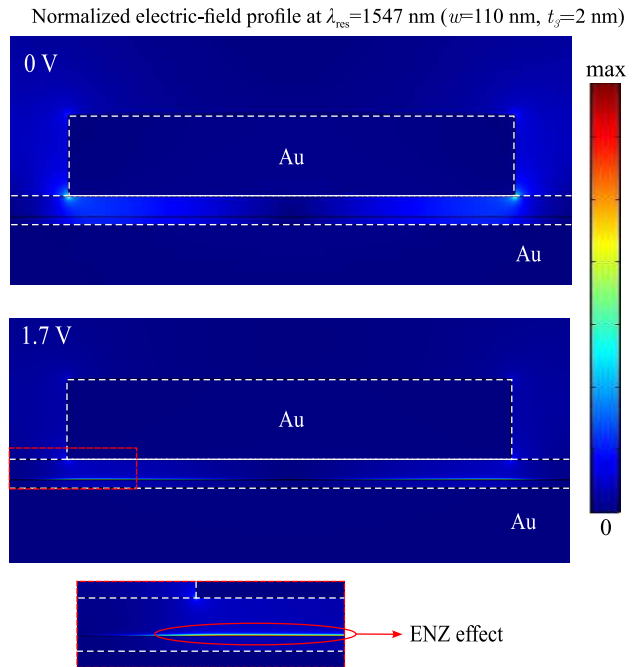 Normalized electric-field profile at λres=1547 nm (w=110 nm, tg=2 nm)
0 V
max
Au
Au
1.7 V
Au
0
Au
ENZ effect